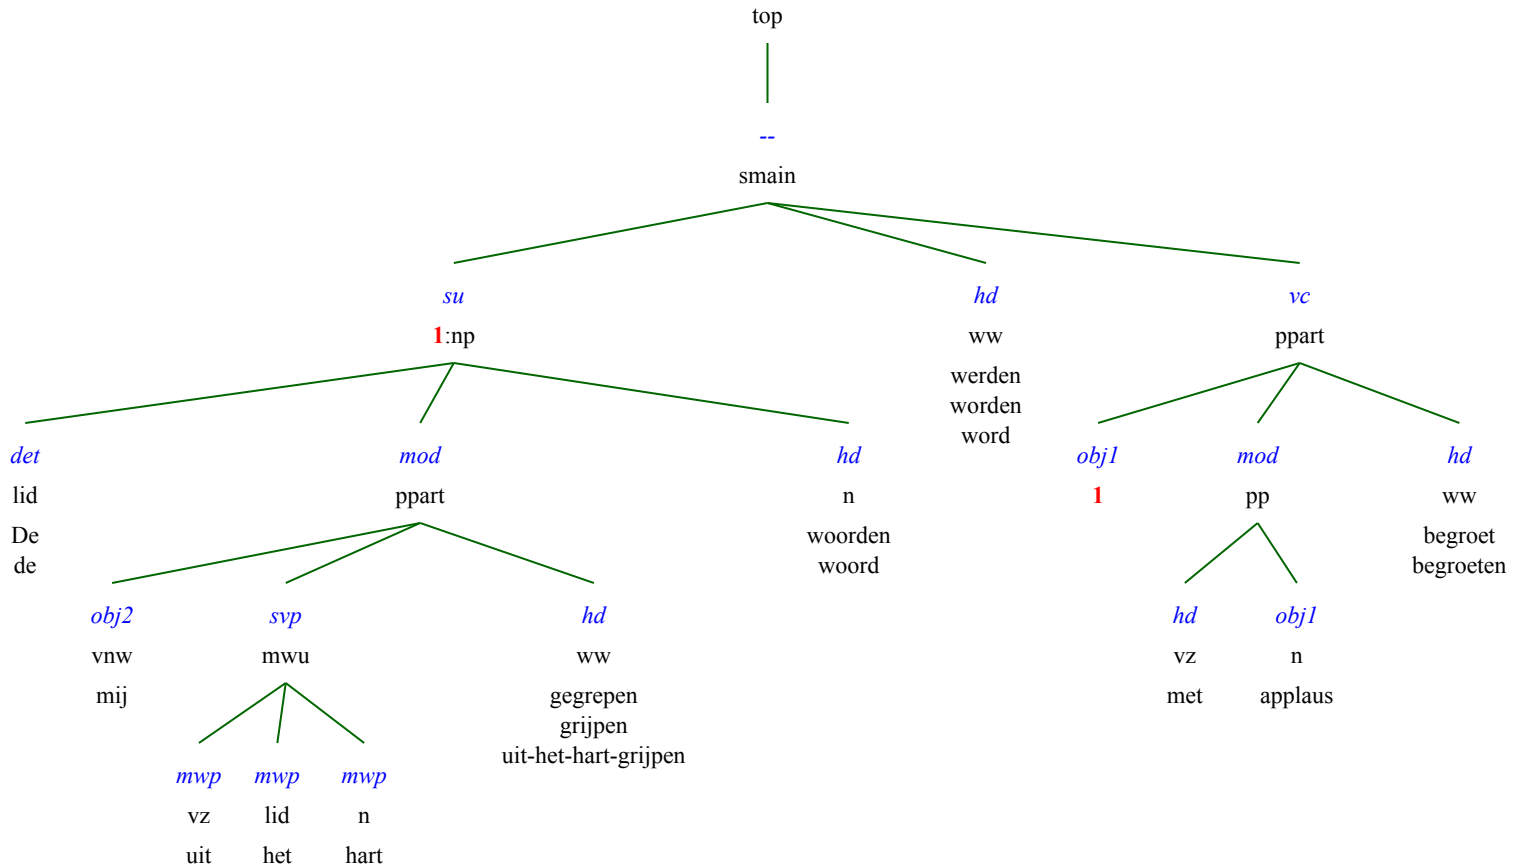 top
--
smain
su hd vc
1:np ww ppart
werden
worden
word
det mod hd obj1 mod hd
lid ppart n 1 pp ww
De woorden begroet
de woord begroeten
obj2 svp hd hd obj1
vnw mwu ww vz n
mij gegrepen met applaus
grijpen
uit-het-hart-grijpen
mwp mwp mwp
vz lid n
uit het hart